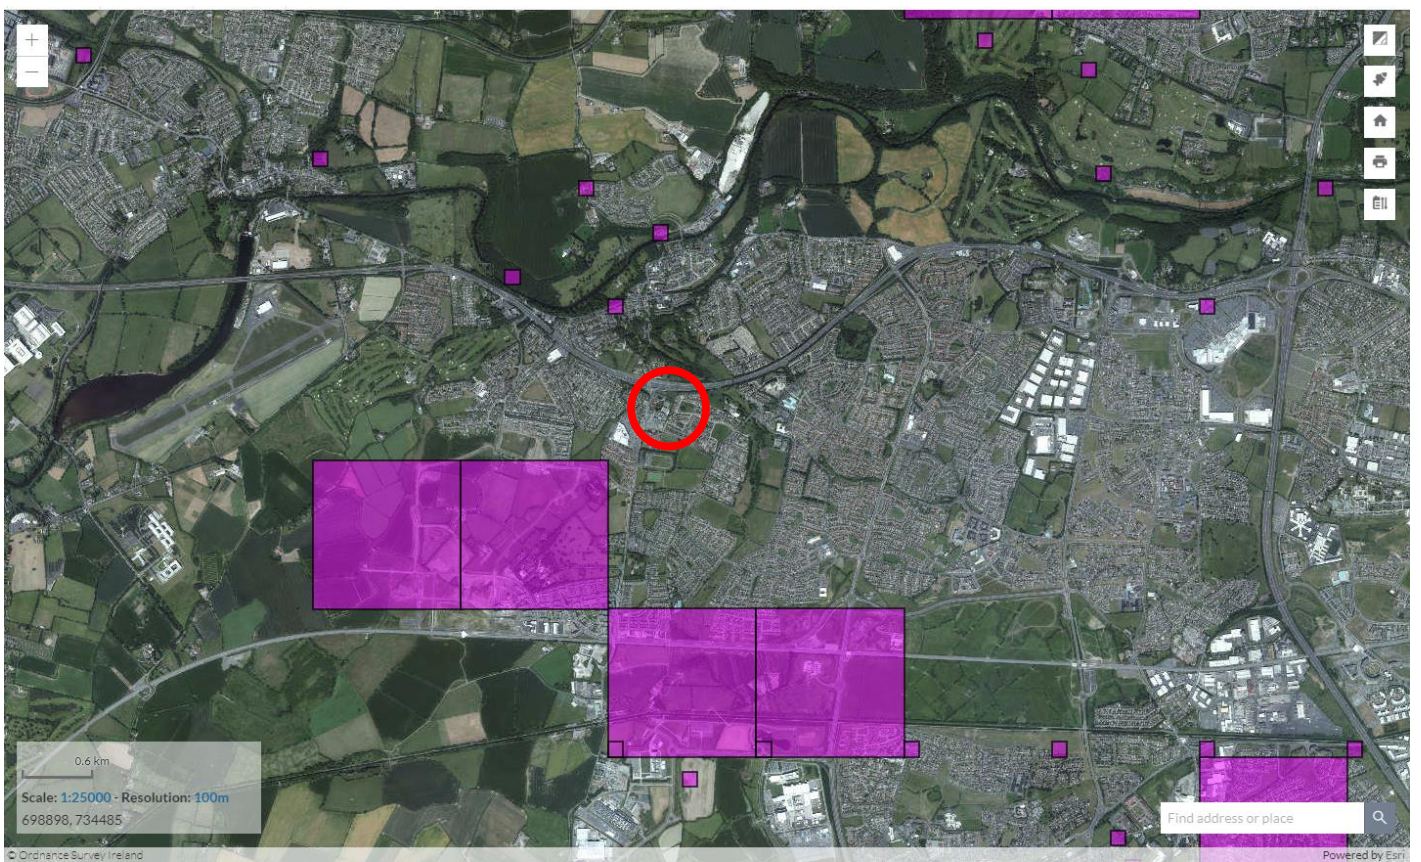 +
−
0.6 km
Scale: 1:25000 - Resolution: 100m
698898, 734485
Find address or place
© Ordnance Survey Ireland
Powered by Esri